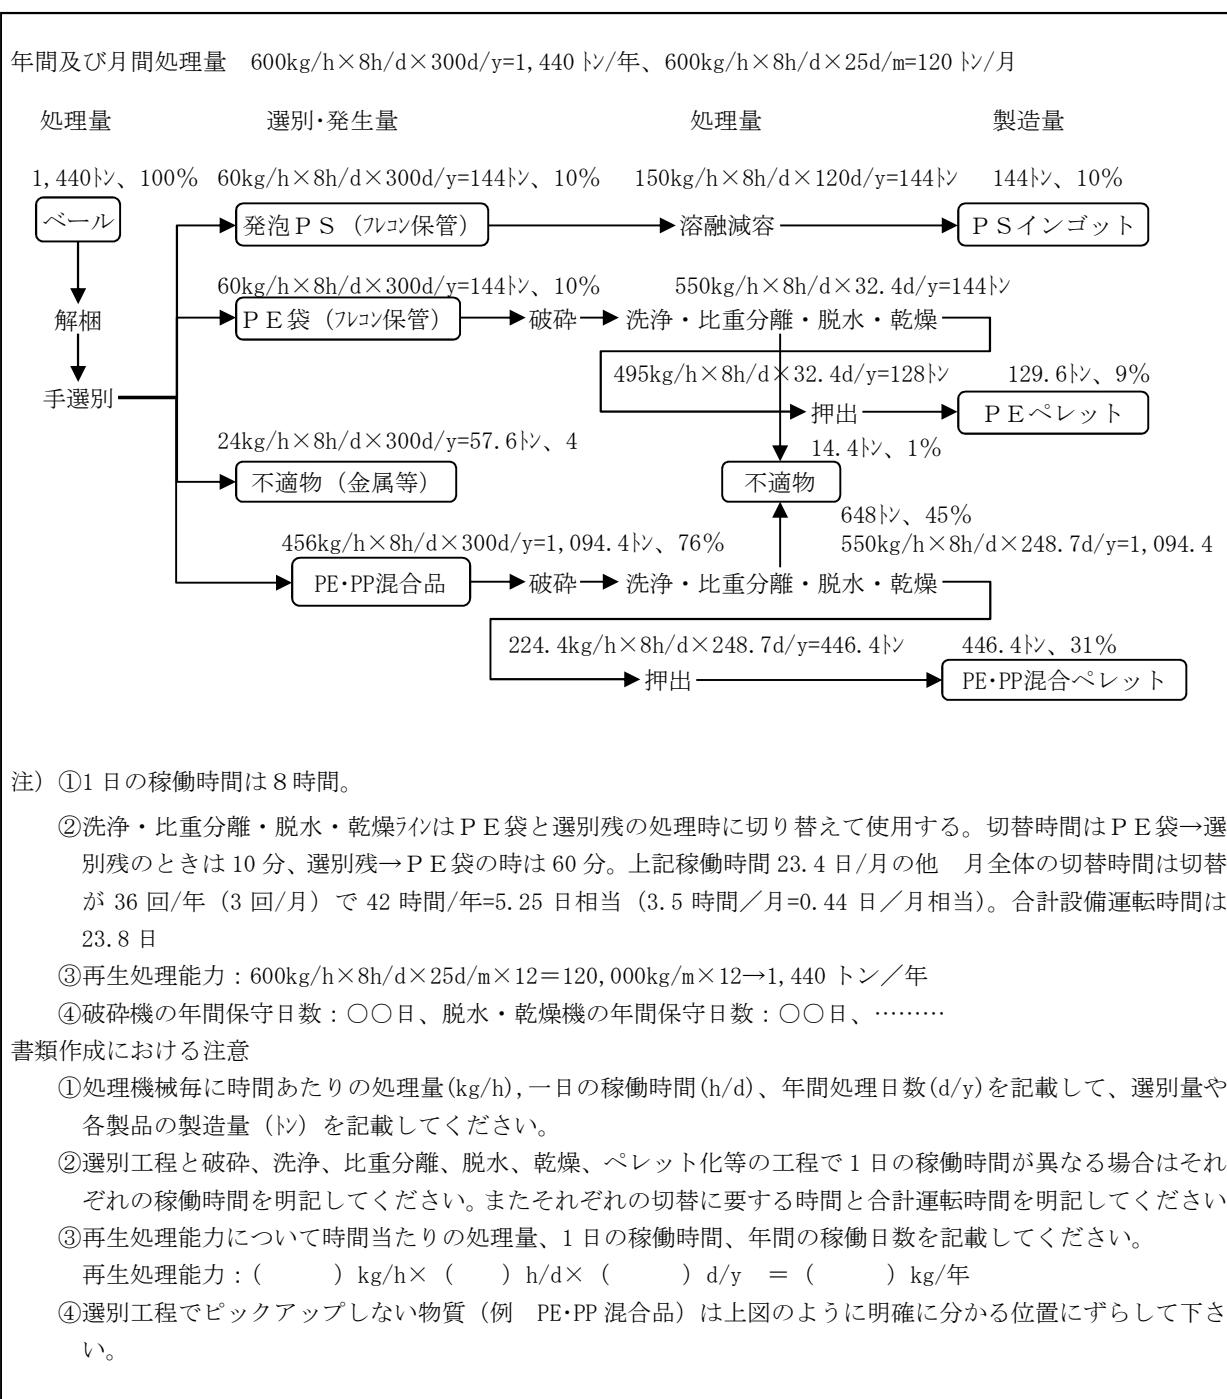 年間及び月間処理量　600kg/h×8h/d×300d/y=1,440 ﾄﾝ/年、600kg/h×8h/d×25d/m=120 ﾄﾝ/月
処理量　選別･発生量　処理量　製造量
1,440ﾄﾝ、100%　60kg/h×8h/d×300d/y=144ﾄﾝ、10%　150kg/h×8h/d×120d/y=144ﾄﾝ　144ﾄﾝ、10%
ベール　発泡ＰＳ（ﾌﾚｺﾝ保管）　溶融減容　ＰＳインゴット
60kg/h×8h/d×300d/y=144ﾄﾝ、10%　550kg/h×8h/d×32.4d/y=144ﾄﾝ
解梱　ＰＥ袋（ﾌﾚｺﾝ保管）　破砕　洗浄・比重分離・脱水・乾燥
495kg/h×8h/d×32.4d/y=128ﾄﾝ　129.6ﾄﾝ、9%
手選別　押出　ＰＥペレット
24kg/h×8h/d×300d/y=57.6ﾄﾝ、4　14.4ﾄﾝ、1%
不適物（金属等）　不適物
648ﾄﾝ、45%
456kg/h×8h/d×300d/y=1,094.4ﾄﾝ、76%　550kg/h×8h/d×248.7d/y=1,094.4
PE･PP混合品　破砕　洗浄・比重分離・脱水・乾燥
224.4kg/h×8h/d×248.7d/y=446.4ﾄﾝ　446.4ﾄﾝ、31%
押出　PE･PP混合ペレット
注）①1 日の稼働時間は８時間。
②洗浄・比重分離・脱水・乾燥ﾗｲﾝはＰＥ袋と選別残の処理時に切り替えて使用する。切替時間はＰＥ袋→選
別残のときは 10 分、選別残→ＰＥ袋の時は 60 分。上記稼働時間 23.4 日/月の他　月全体の切替時間は切替
が 36 回/年（3 回/月）で 42 時間/年=5.25 日相当（3.5 時間／月=0.44 日／月相当）。合計設備運転時間は
23.8 日
③再生処理能力：600kg/h×8h/d×25d/m×12＝120,000kg/m×12→1,440 トン／年
④破砕機の年間保守日数：○○日、脱水・乾燥機の年間保守日数：○○日、………
書類作成における注意
①処理機械毎に時間あたりの処理量(kg/h),一日の稼働時間(h/d)、年間処理日数(d/y)を記載して、選別量や
各製品の製造量（ﾄﾝ）を記載してください。
②選別工程と破砕、洗浄、比重分離、脱水、乾燥、ペレット化等の工程で 1 日の稼働時間が異なる場合はそれ
ぞれの稼働時間を明記してください。またそれぞれの切替に要する時間と合計運転時間を明記してください
③再生処理能力について時間当たりの処理量、1 日の稼働時間、年間の稼働日数を記載してください。
再生処理能力：(　　　) kg/h×（　　）h/d×（　　　）d/y　＝（　　　）kg/年
④選別工程でピックアップしない物質（例　PE･PP 混合品）は上図のように明確に分かる位置にずらして下さ
い。